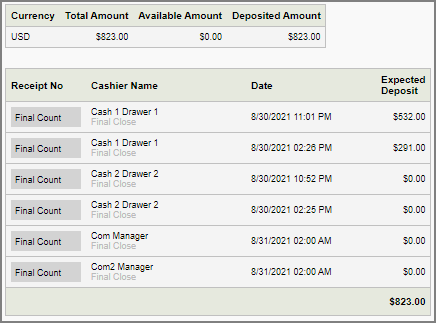 Currency Total Amount Available Amount Deposited Amount
USD $823.00 $0.00 $823.00
Receipt No Cashier Name Date Expected Deposit
Final Count Cash 1 Drawer 1 8/30/2021 11:01 PM $532.00
Final Close
Final Count Cash 1 Drawer 1 8/30/2021 02:26 PM $291.00
Final Close
Final Count Cash 2 Drawer 2 8/30/2021 10:52 PM $0.00
Final Close
Final Count Cash 2 Drawer 2 8/30/2021 02:25 PM $0.00
Final Close
Final Count Com Manager 8/31/2021 02:00 AM $0.00
Final Close
Final Count Com2 Manager 8/31/2021 02:00 AM $0.00
Final Close
$823.00